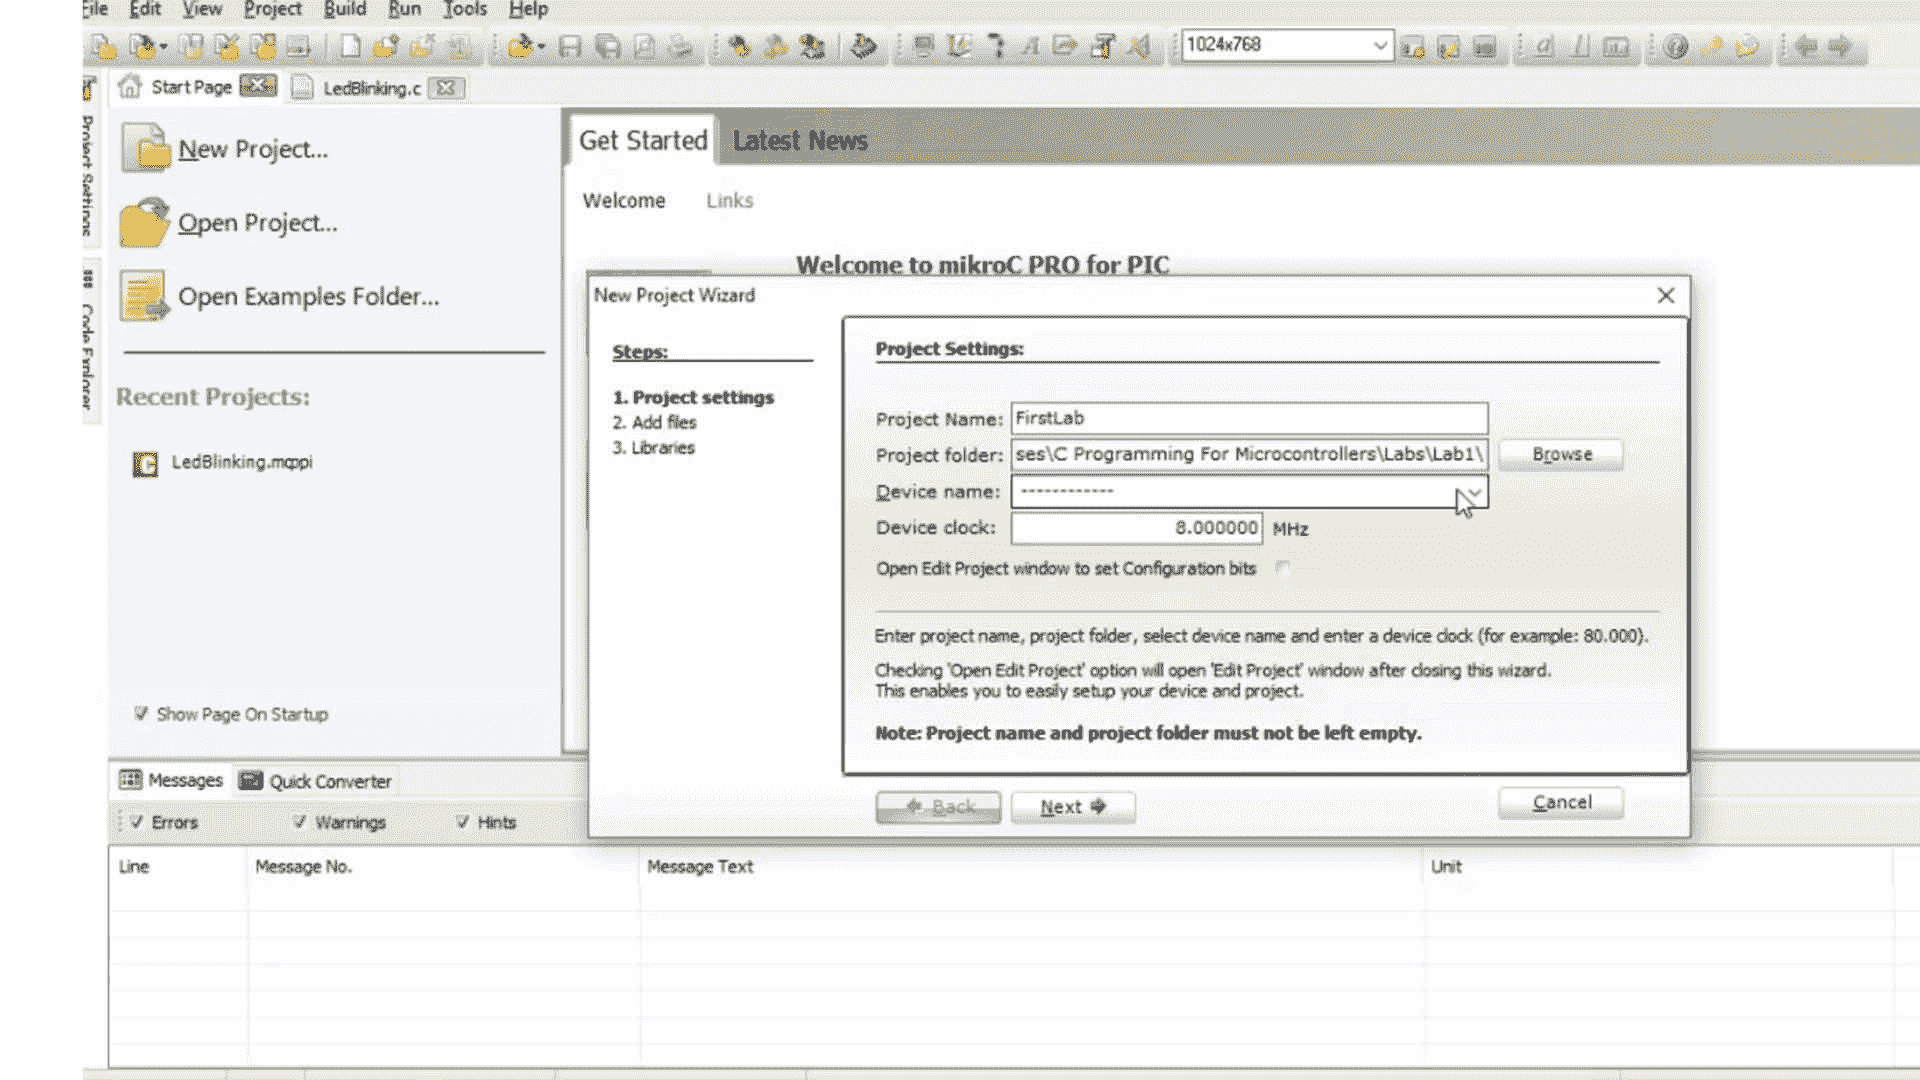 File Edit View Project Build Run Tools Help
1024x768
Start Page LedBlinking.c
Project Settings
Code Explorer
New Project...
Open Project...
Open Examples Folder...
Recent Projects:
LedBlinking.mcppi
Show Page On Startup
Get Started Latest News
Welcome Links
Welcome to mikroC PRO for PIC
New Project Wizard
Steps:
1. Project settings
2. Add files
3. Libraries
Project Settings:
Project Name: FirstLab
Project folder: ses\C Programming For Microcontrollers\Labs\Lab1\ Browse
Device name: ------------
Device clock: 8.000000 MHz
Open Edit Project window to set Configuration bits
Enter project name, project folder, select device name and enter a device clock (for example: 80.000).
Checking 'Open Edit Project' option will open 'Edit Project' window after closing this wizard.
This enables you to easily setup your device and project.
Note: Project name and project folder must not be left empty.
Back Next Cancel
Messages Quick Converter
Errors Warnings Hints
Line Message No. Message Text Unit